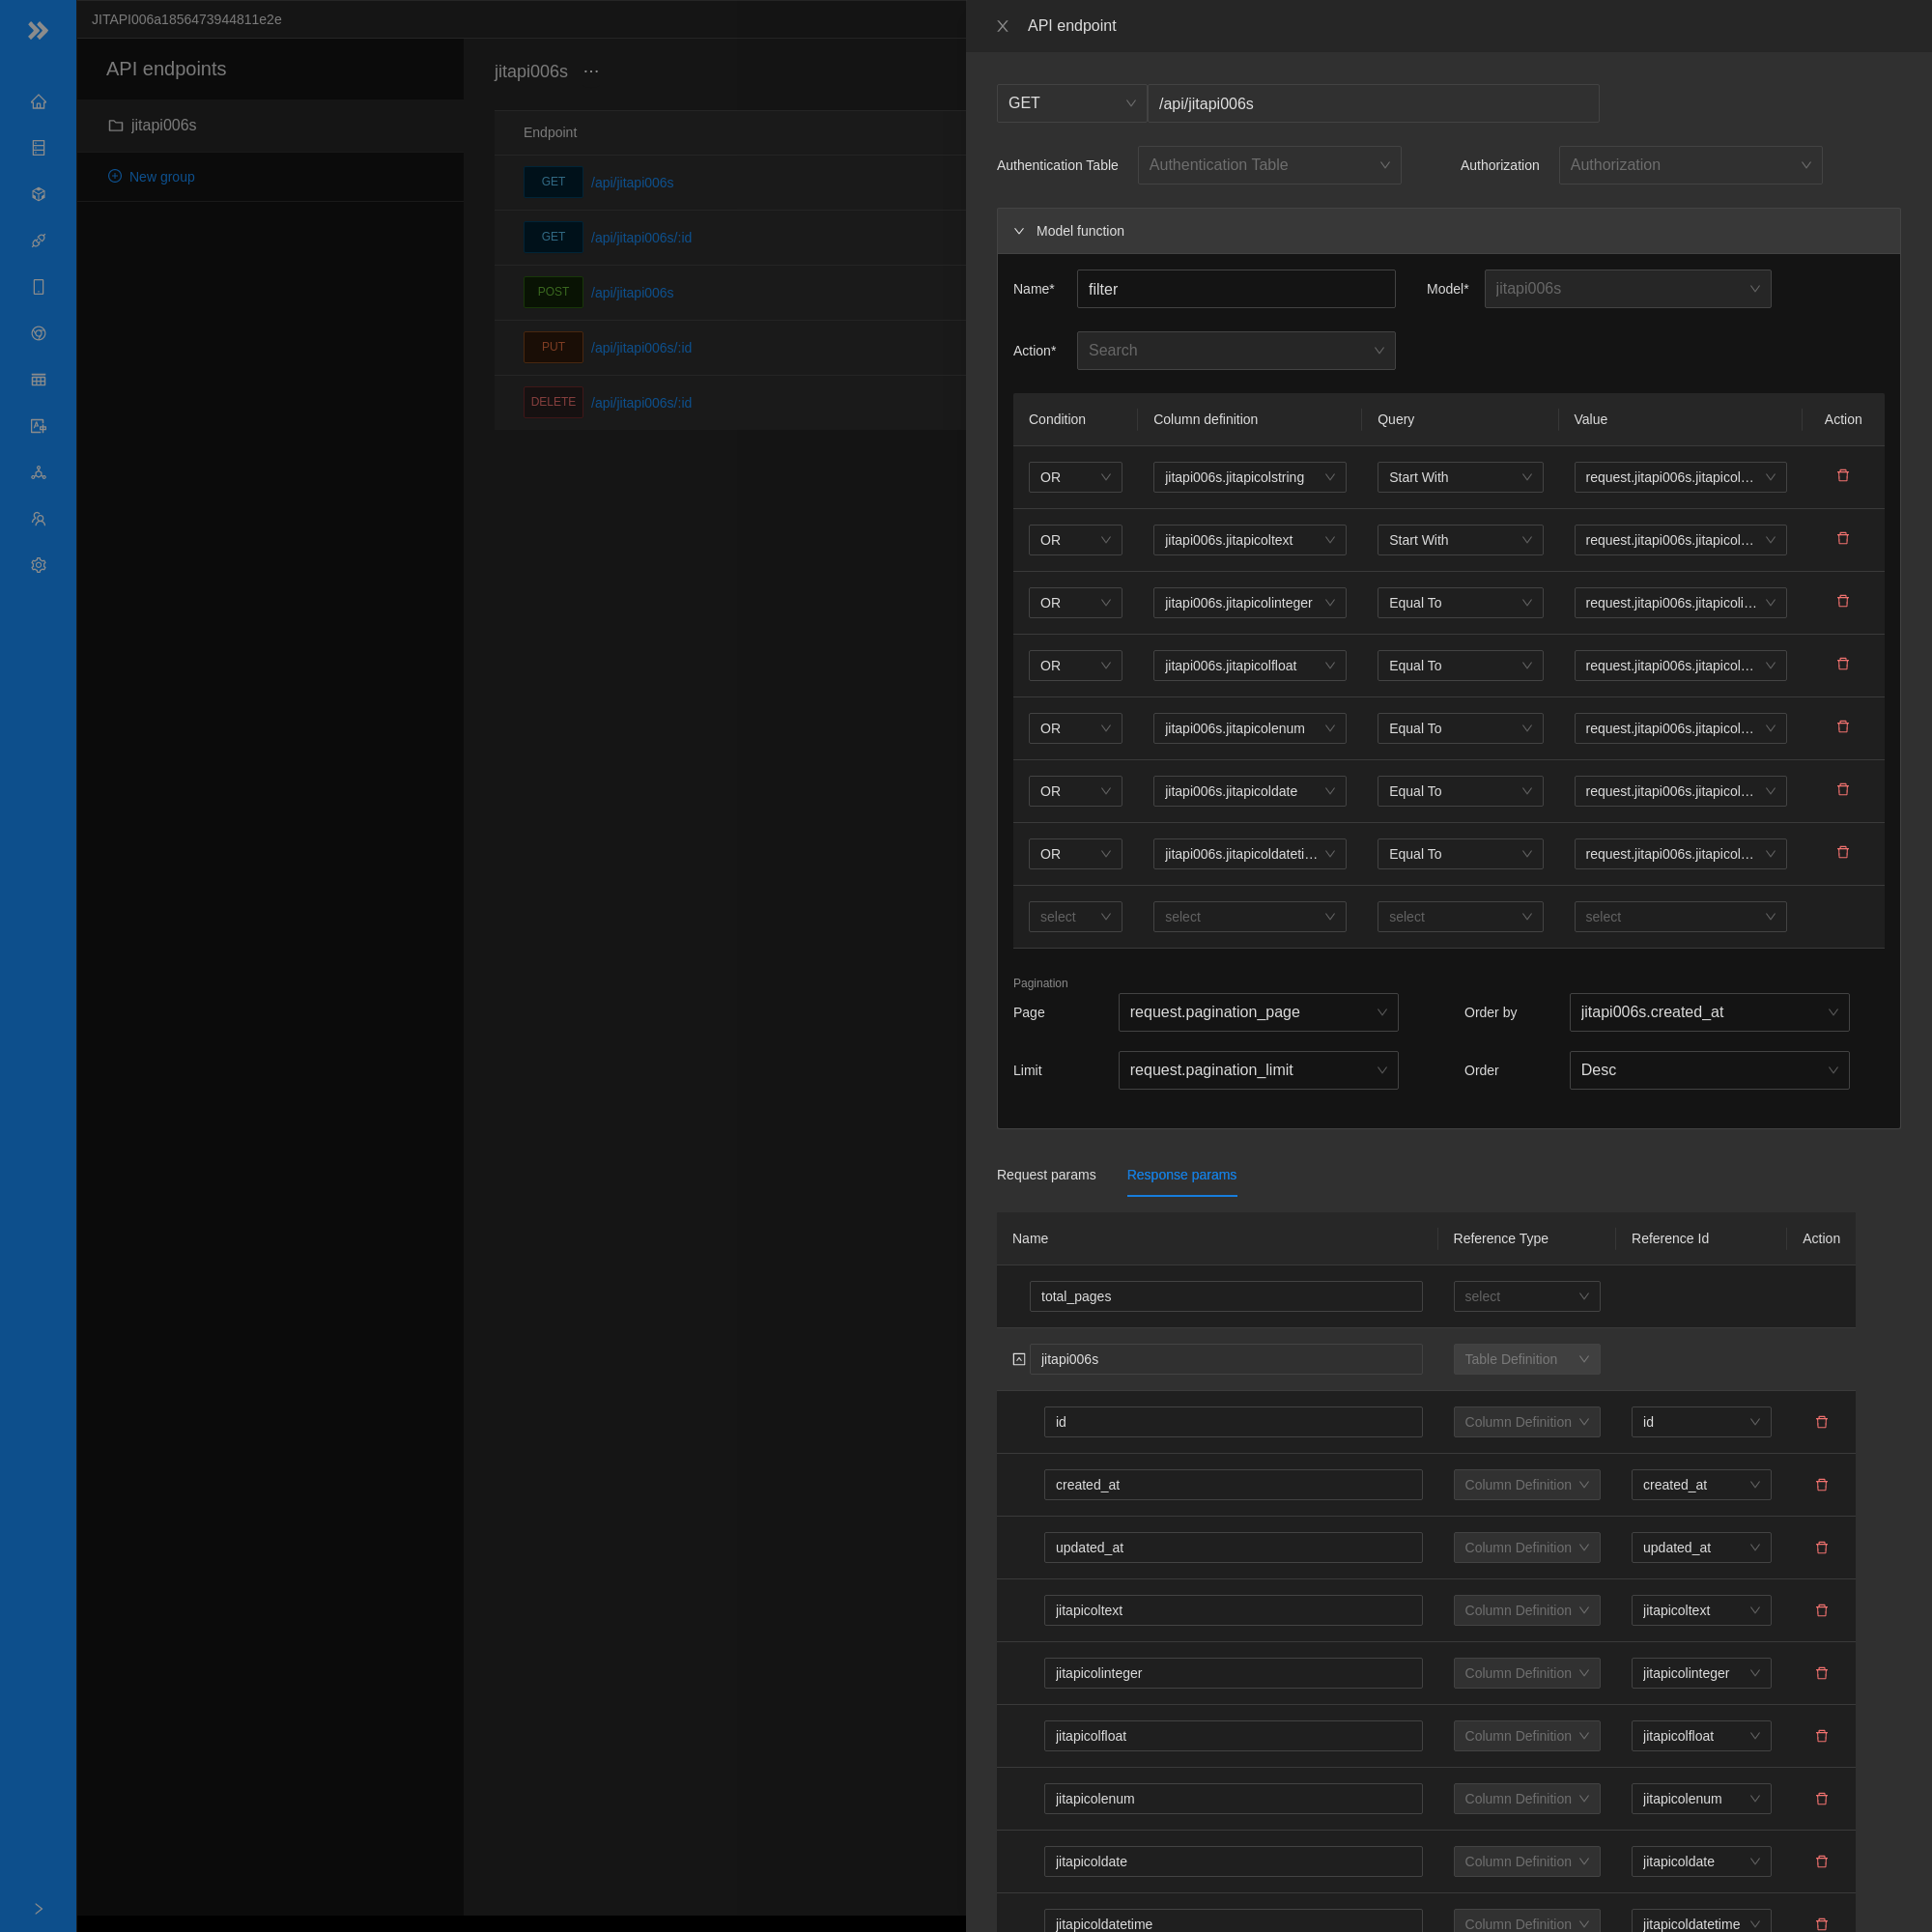 JITAPI006a1856473944811e2e
API endpoints
jitapi006s
New group
jitapi006s ...
Endpoint
GET /api/jitapi006s
GET /api/jitapi006s/:id
POST /api/jitapi006s
PUT /api/jitapi006s/:id
DELETE /api/jitapi006s/:id
API endpoint
GET /api/jitapi006s
Authentication Table Authentication Table Authorization Authorization
Model function
Name* filter Model* jitapi006s
Action* Search
Condition Column definition Query Value Action
OR jitapi006s.jitapicolstring Start With request.jitapi006s.jitapicol…
OR jitapi006s.jitapicoltext Start With request.jitapi006s.jitapicol…
OR jitapi006s.jitapicolinteger Equal To request.jitapi006s.jitapicoli…
OR jitapi006s.jitapicolfloat Equal To request.jitapi006s.jitapicol…
OR jitapi006s.jitapicolenum Equal To request.jitapi006s.jitapicol…
OR jitapi006s.jitapicoldate Equal To request.jitapi006s.jitapicol…
OR jitapi006s.jitapicoldateti… Equal To request.jitapi006s.jitapicol…
select select select select
Pagination
Page request.pagination_page Order by jitapi006s.created_at
Limit request.pagination_limit Order Desc
Request params Response params
Name Reference Type Reference Id Action
total_pages select
jitapi006s Table Definition
id Column Definition id
created_at Column Definition created_at
updated_at Column Definition updated_at
jitapicoltext Column Definition jitapicoltext
jitapicolinteger Column Definition jitapicolinteger
jitapicolfloat Column Definition jitapicolfloat
jitapicolenum Column Definition jitapicolenum
jitapicoldate Column Definition jitapicoldate
jitapicoldatetime Column Definition jitapicoldatetime